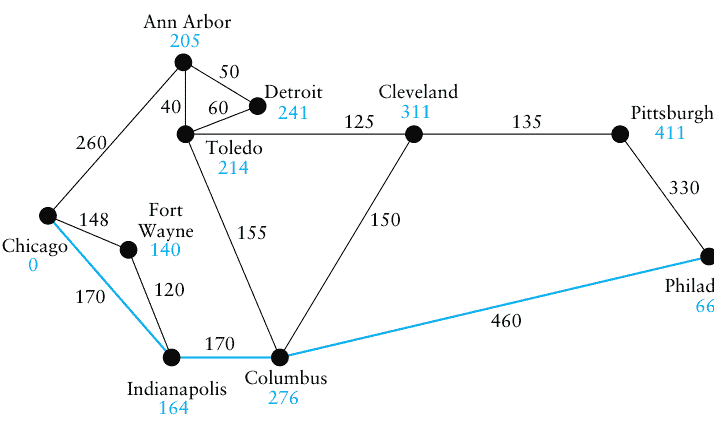 Ann Arbor
205
50
Detroit
241
Cleveland
311
40
60
125
135
Pittsburgh
411
260
Toledo
214
330
148
Fort
Wayne
140
155
150
Chicago
0
Philad
66
170
120
460
170
Indianapolis
164
Columbus
276